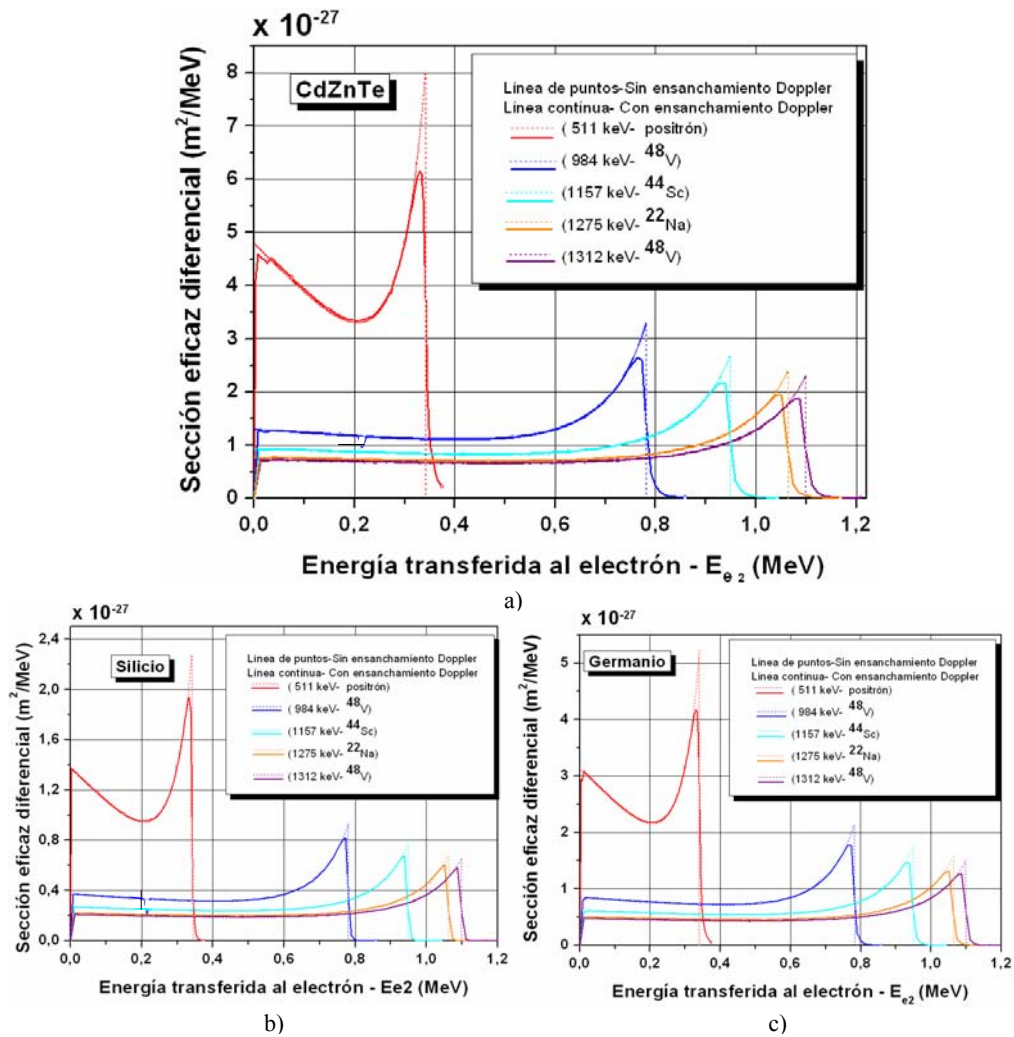 x 10-27
Sección eficaz diferencial (m2/MeV)
CdZnTe
Línea de puntos-Sin ensanchamiento Doppler
Línea contínua- Con ensanchamiento Doppler
( 511 keV- positrón)
( 984 keV- 48V)
(1157 keV- 44Sc)
(1275 keV- 22Na)
(1312 keV- 48V)
8
7
6
5
4
3
2
1
0
0,0 0,2 0,4 0,6 0,8 1,0 1,2
Energía transferida al electrón - Ee2 (MeV)
a)
x 10-27
Sección eficaz diferencial (m2/MeV)
Silicio
Linea de puntos-Sin ensanchamiento Doppler
Linea continua- Con ensanchamiento Doppler
( 511 keV- positrón)
( 984 keV- 48V)
(1157 keV- 44Sc)
(1275 keV- 22Na)
(1312 keV- 48V)
2,4
2,0
1,6
1,2
0,8
0,4
0,0
0,0 0,2 0,4 0,6 0,8 1,0 1,2
Energía transferida al electrón - Ee2 (MeV)
b)
x 10-27
Sección eficaz diferencial (m2/MeV)
Germanio
Linea de puntos-Sin ensanchamiento Doppler
Linea continua- Con ensanchamiento Doppler
( 511 keV- positrón)
( 984 keV- 48V)
(1157 keV- 44Sc)
(1275 keV- 22Na)
(1312 keV- 48V)
5
4
3
2
1
0
0,0 0,2 0,4 0,6 0,8 1,0 1,2
Energía transferida al electrón - Ee2 (MeV)
c)